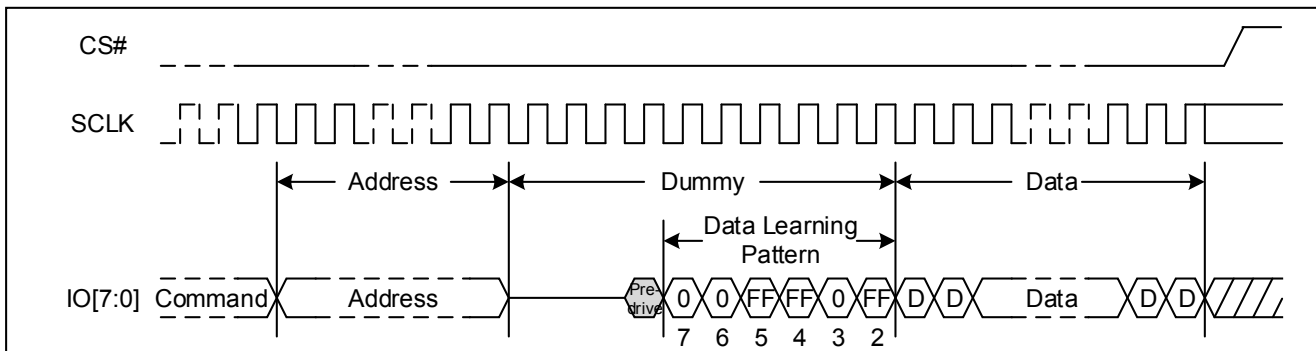 CS#
SCLK
Address Dummy Data
Data Learning
Pattern
IO[7:0] Command Address Pre-
drive 0 0 FF FF 0 FF D D Data D D
7 6 5 4 3 2